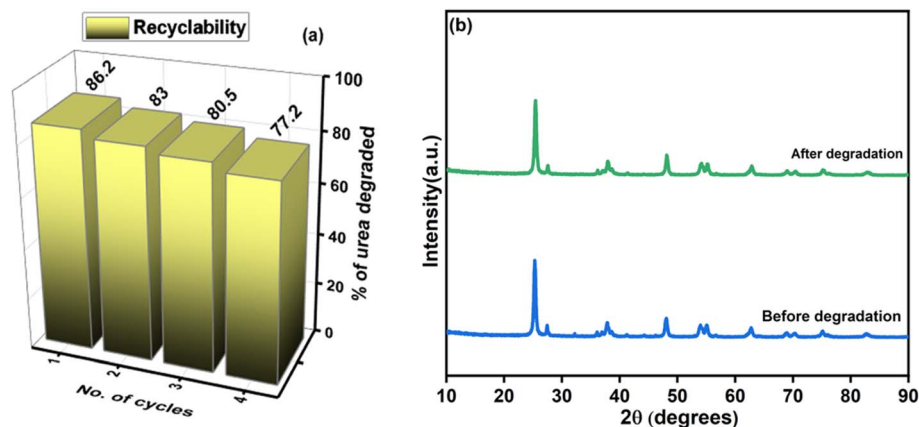 Recyclability
(a)
86.2
83
80.5
77.2
100
80
60
40
20
0
% of urea degraded
1
2
3
4
No. of cycles
(b)
After degradation
Before degradation
Intensity(a.u.)
10 20 30 40 50 60 70 80 90
2θ (degrees)